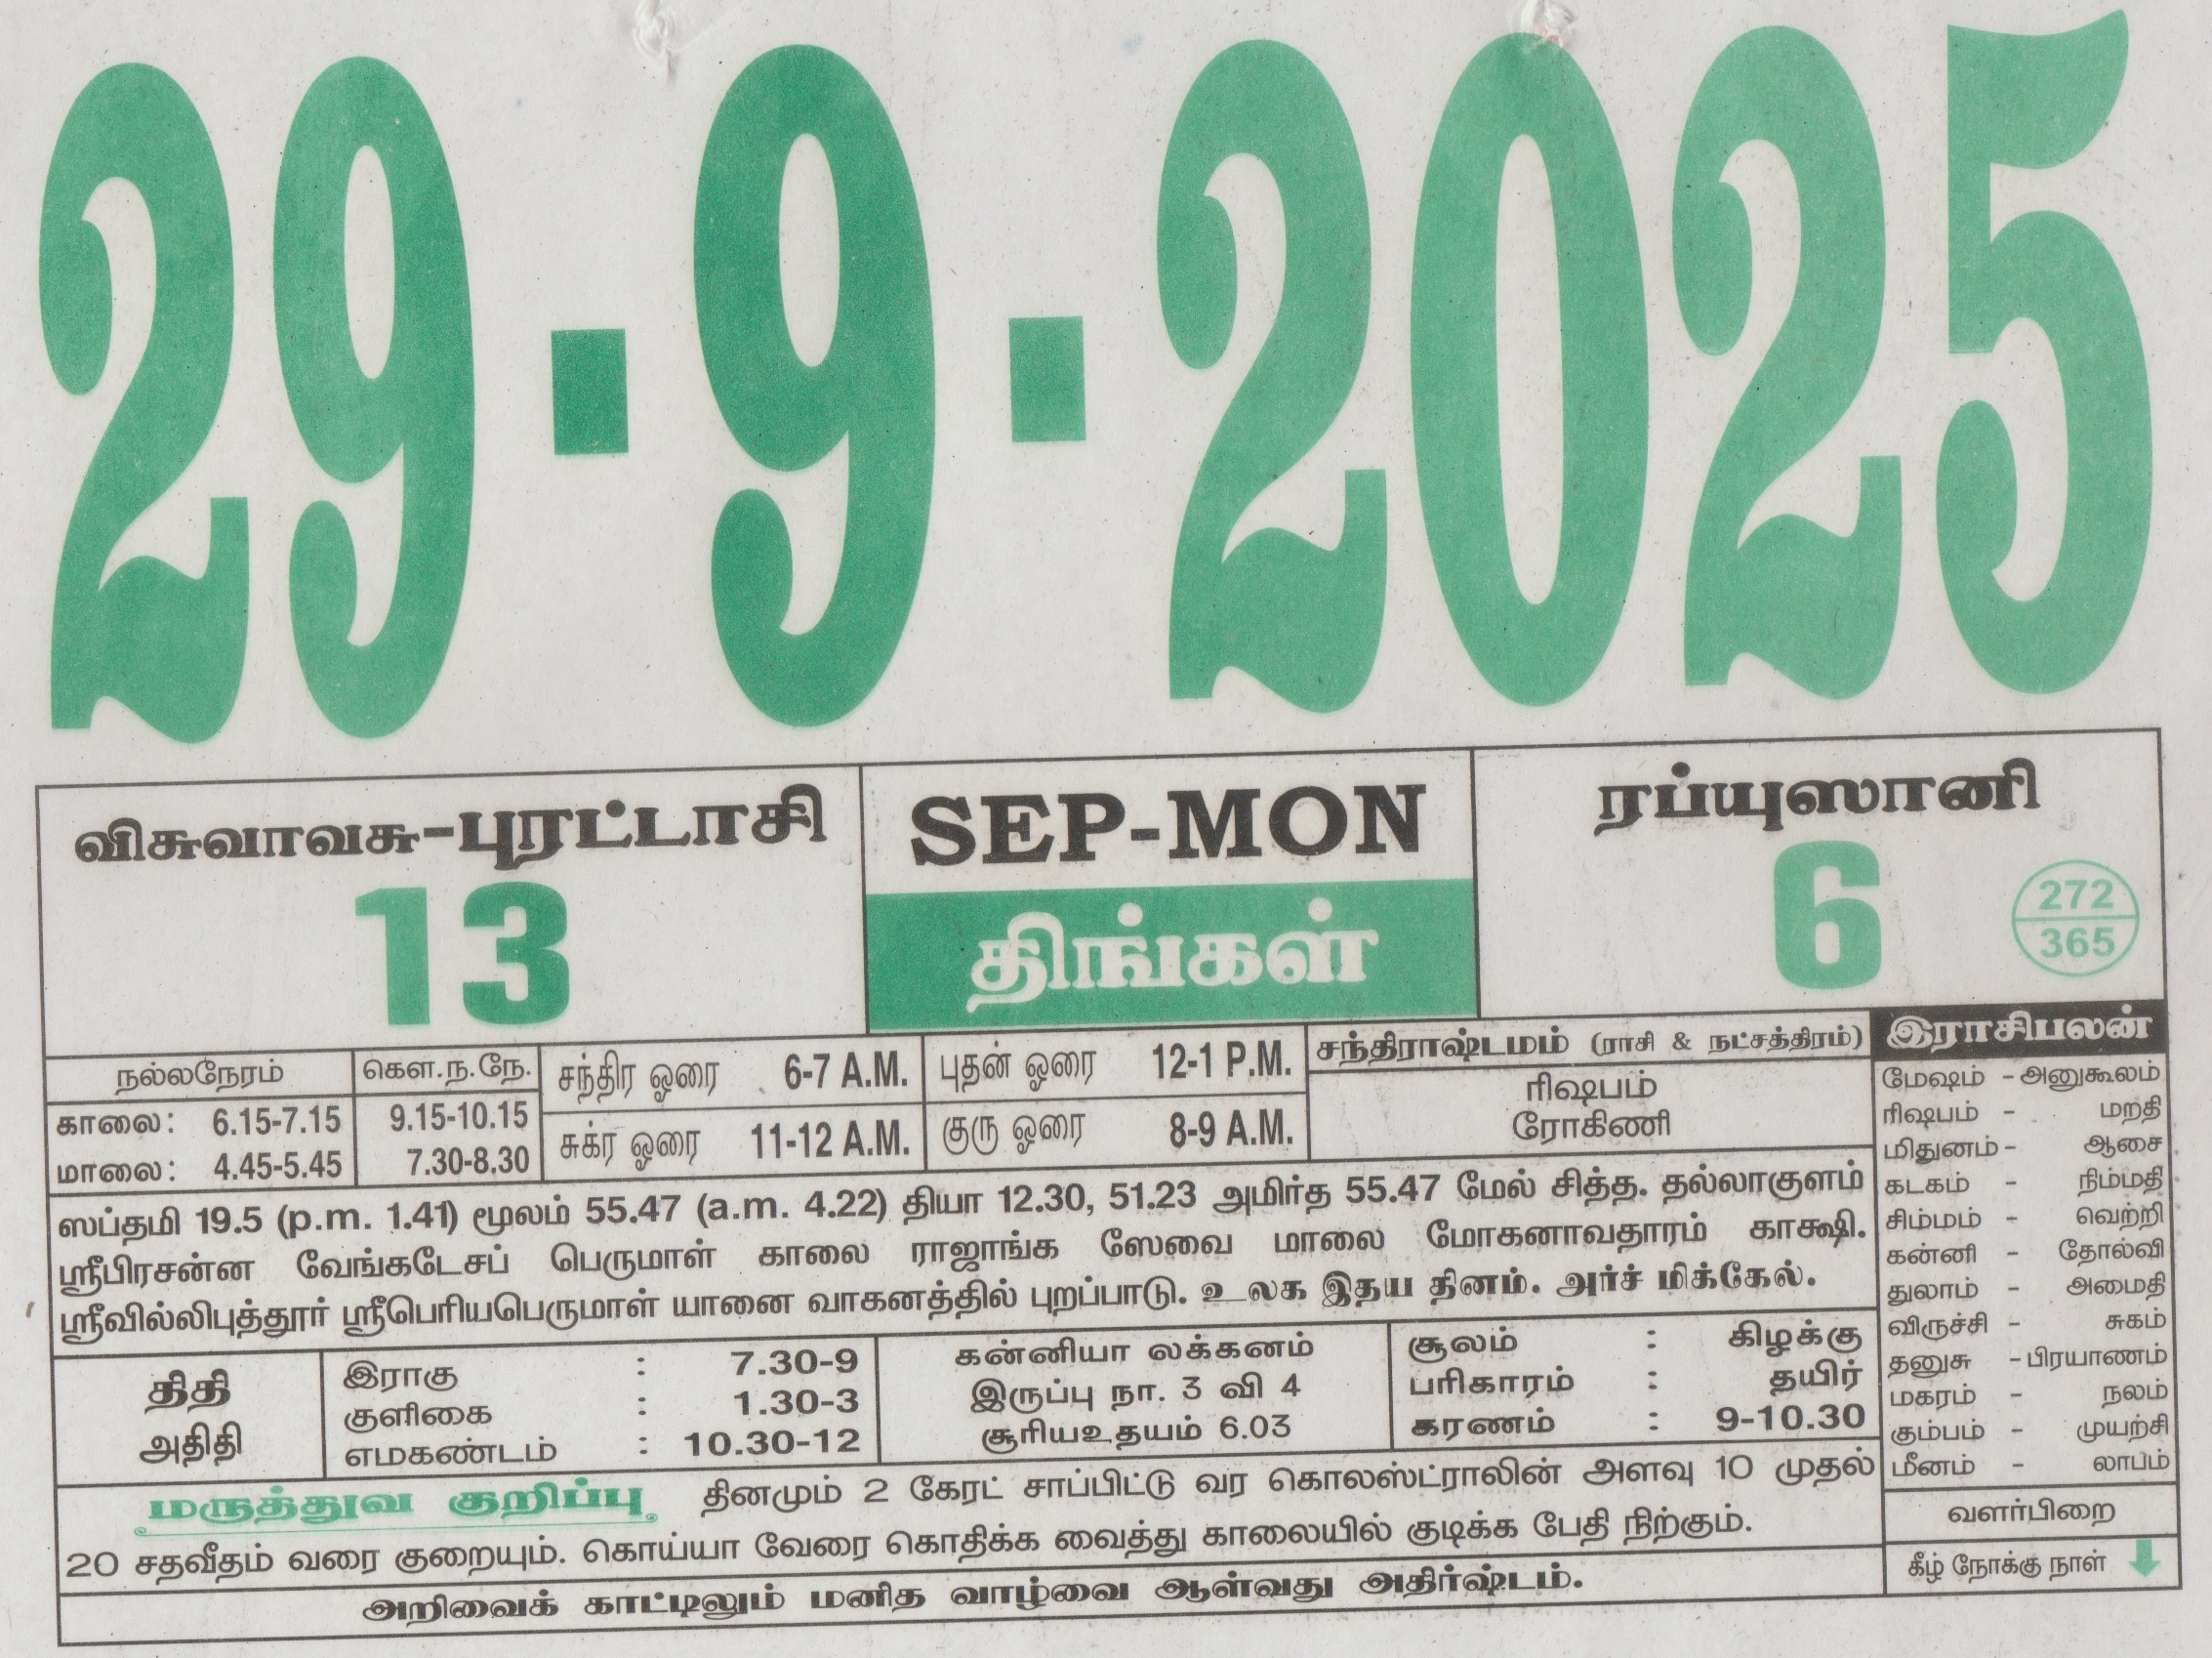 29-9-2025
விசுவாவசு-புரட்டாசி
13
SEP-MON
திங்கள்
ரப்யுஸானி
6
272
365
நல்லநேரம்
கௌ.ந.நே.
காலை: 6.15-7.15 9.15-10.15
மாலை: 4.45-5.45 7.30-8.30
சந்திர ஓரை 6-7 A.M.
புதன் ஓரை 12-1 P.M.
சுக்ர ஓரை 11-12 A.M.
குரு ஓரை 8-9 A.M.
சந்திராஷ்டமம் (ராசி & நட்சத்திரம்)
ரிஷபம்
ரோகிணி
ஸப்தமி 19.5 (p.m. 1.41) மூலம் 55.47 (a.m. 4.22) தியா 12.30, 51.23 அமிர்த 55.47 மேல் சித்த. தல்லாகுளம்
ஸ்ரீபிரசன்ன வேங்கடேசப் பெருமாள் காலை ராஜாங்க ஸேவை மாலை மோகனாவதாரம் காக்ஷி.
ஸ்ரீவில்லிபுத்தூர் ஸ்ரீபெரியபெருமாள் யானை வாகனத்தில் புறப்பாடு. உலக இதய தினம். அர்ச் மிக்கேல்.
திதி
அதிதி
இராகு : 7.30-9
குளிகை : 1.30-3
எமகண்டம் : 10.30-12
கன்னியா லக்கனம்
இருப்பு நா. 3 வி 4
சூரியஉதயம் 6.03
சூலம் : கிழக்கு
பரிகாரம் : தயிர்
கரணம் : 9-10.30
மருத்துவ குறிப்பு தினமும் 2 கேரட் சாப்பிட்டு வர கொலஸ்ட்ராலின் அளவு 10 முதல்
20 சதவீதம் வரை குறையும். கொய்யா வேரை கொதிக்க வைத்து காலையில் குடிக்க பேதி நிற்கும்.
அறிவைக் காட்டிலும் மனித வாழ்வை ஆள்வது அதிர்ஷ்டம்.
இராசிபலன்
மேஷம் - அனுகூலம்
ரிஷபம் - மறதி
மிதுனம் - ஆசை
கடகம் - நிம்மதி
சிம்மம் - வெற்றி
கன்னி - தோல்வி
துலாம் - அமைதி
விருச்சி - சுகம்
தனுசு - பிரயாணம்
மகரம் - நலம்
கும்பம் - முயற்சி
மீனம் - லாபம்
வளர்பிறை
கீழ் நோக்கு நாள்